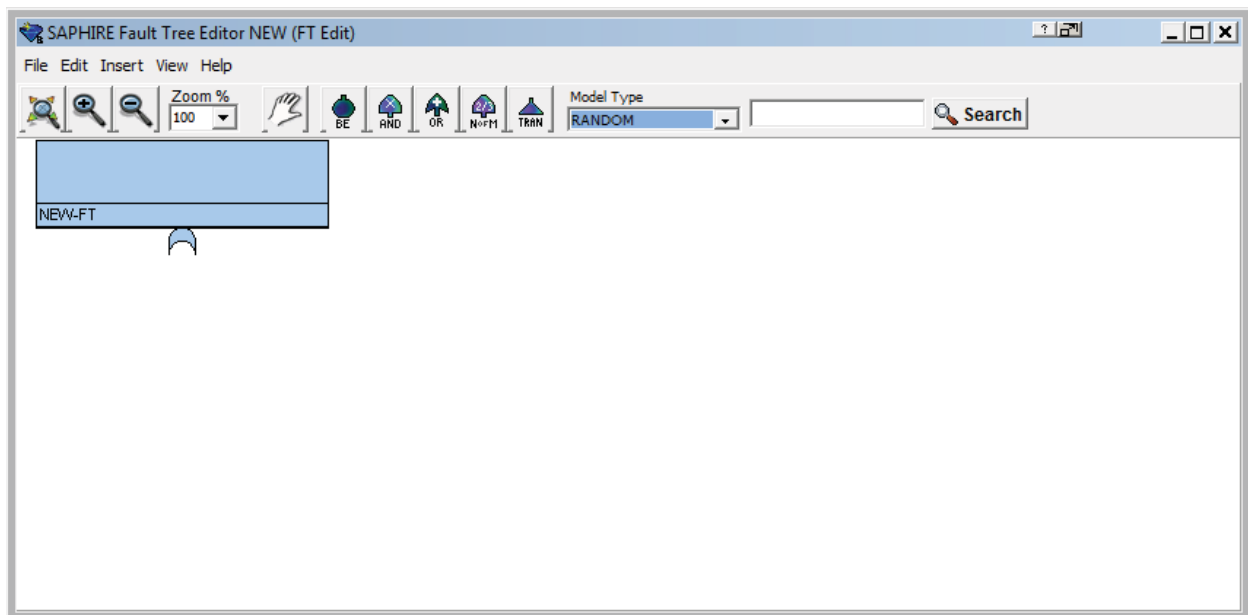 SAPHIRE Fault Tree Editor NEW (FT Edit)
?
File Edit Insert View Help
Zoom %
100
BE
AND
OR
NofM
TRAN
Model Type
RANDOM
Search
NEW-FT